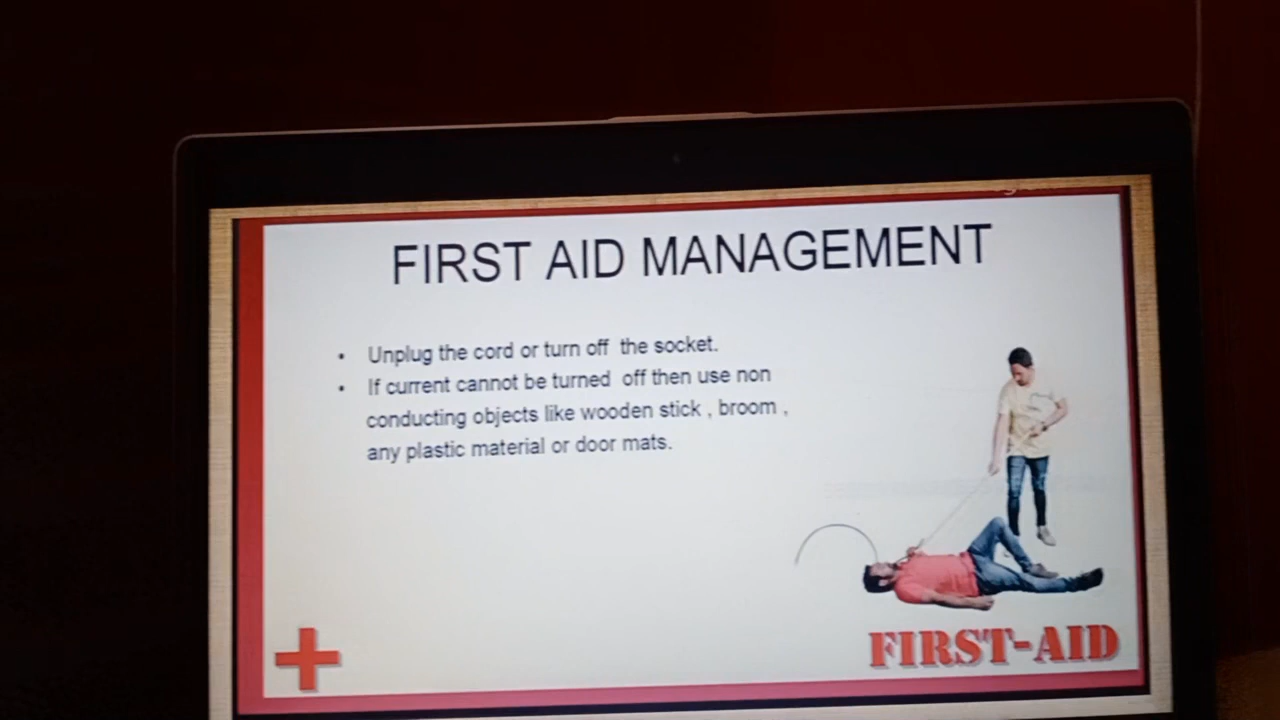 FIRST AID MANAGEMENT
• Unplug the cord or turn off the socket.
• If current cannot be turned off then use non
conducting objects like wooden stick , broom ,
any plastic material or door mats.
FIRST-AID